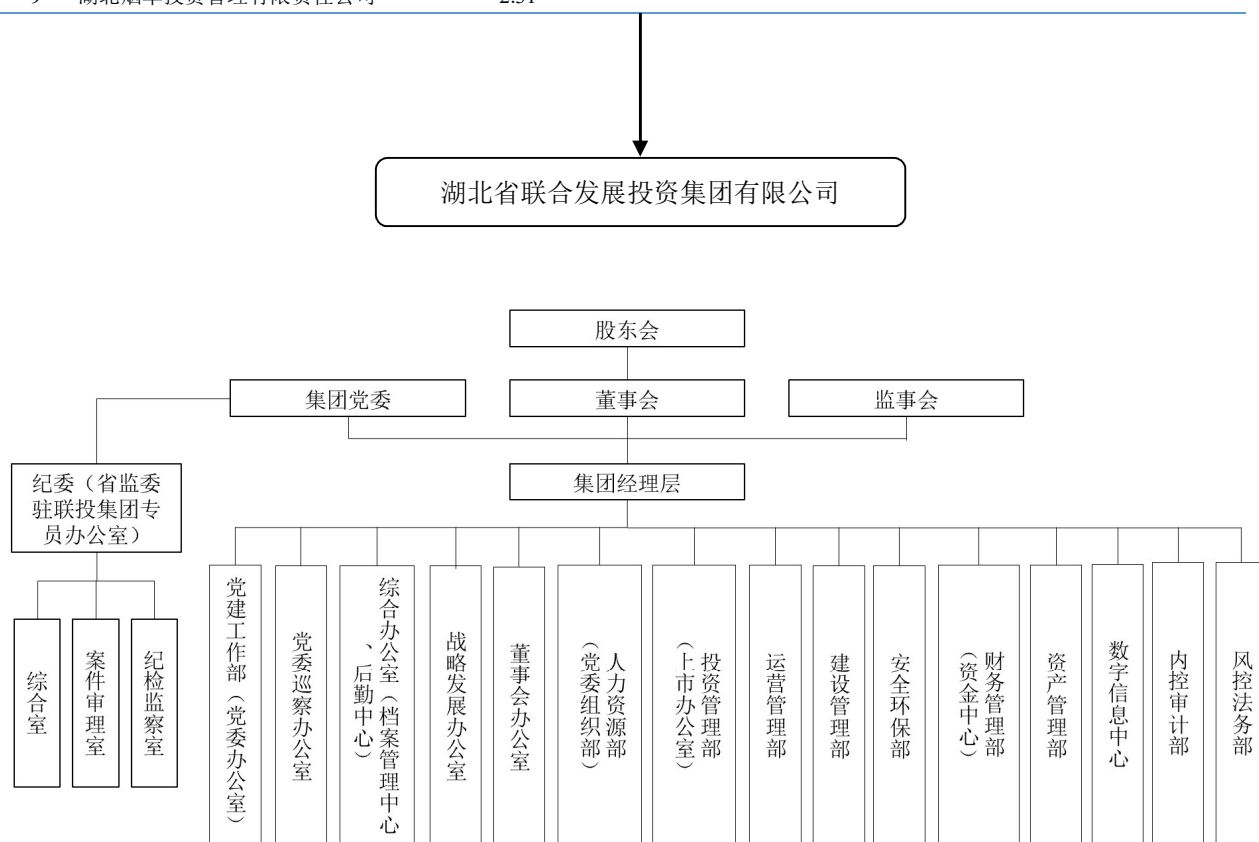 湖北省联合发展投资集团有限公司
股东会
集团党委
董事会
监事会
纪委（省监委
驻联投集团专
员办公室）
集团经理层
综合室
案件审理室
纪检监察室
党建工作部（党委办公室）
党委巡察办公室
综合办公室（档案管理中心
、后勤中心）
战略发展办公室
董事会办公室
人力资源部
（党委组织部）
投资管理部
（上市办公室）
运营管理部
建设管理部
安全环保部
财务管理部
（资金中心）
资产管理部
数字信息中心
内控审计部
风控法务部